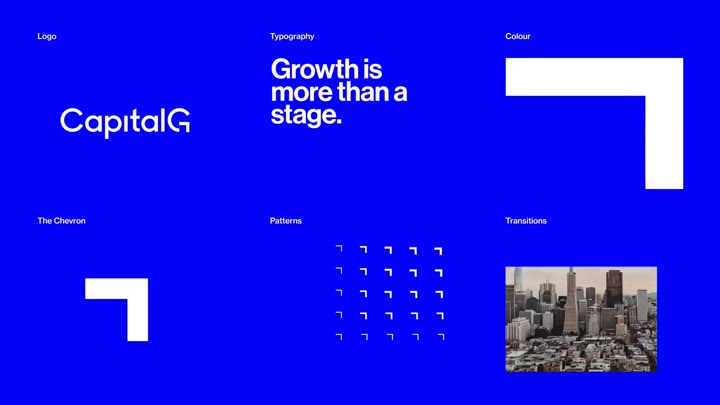 Logo
Typography
Colour
CapitalG
Growth is
more than a
stage.
The Chevron
Patterns
Transitions